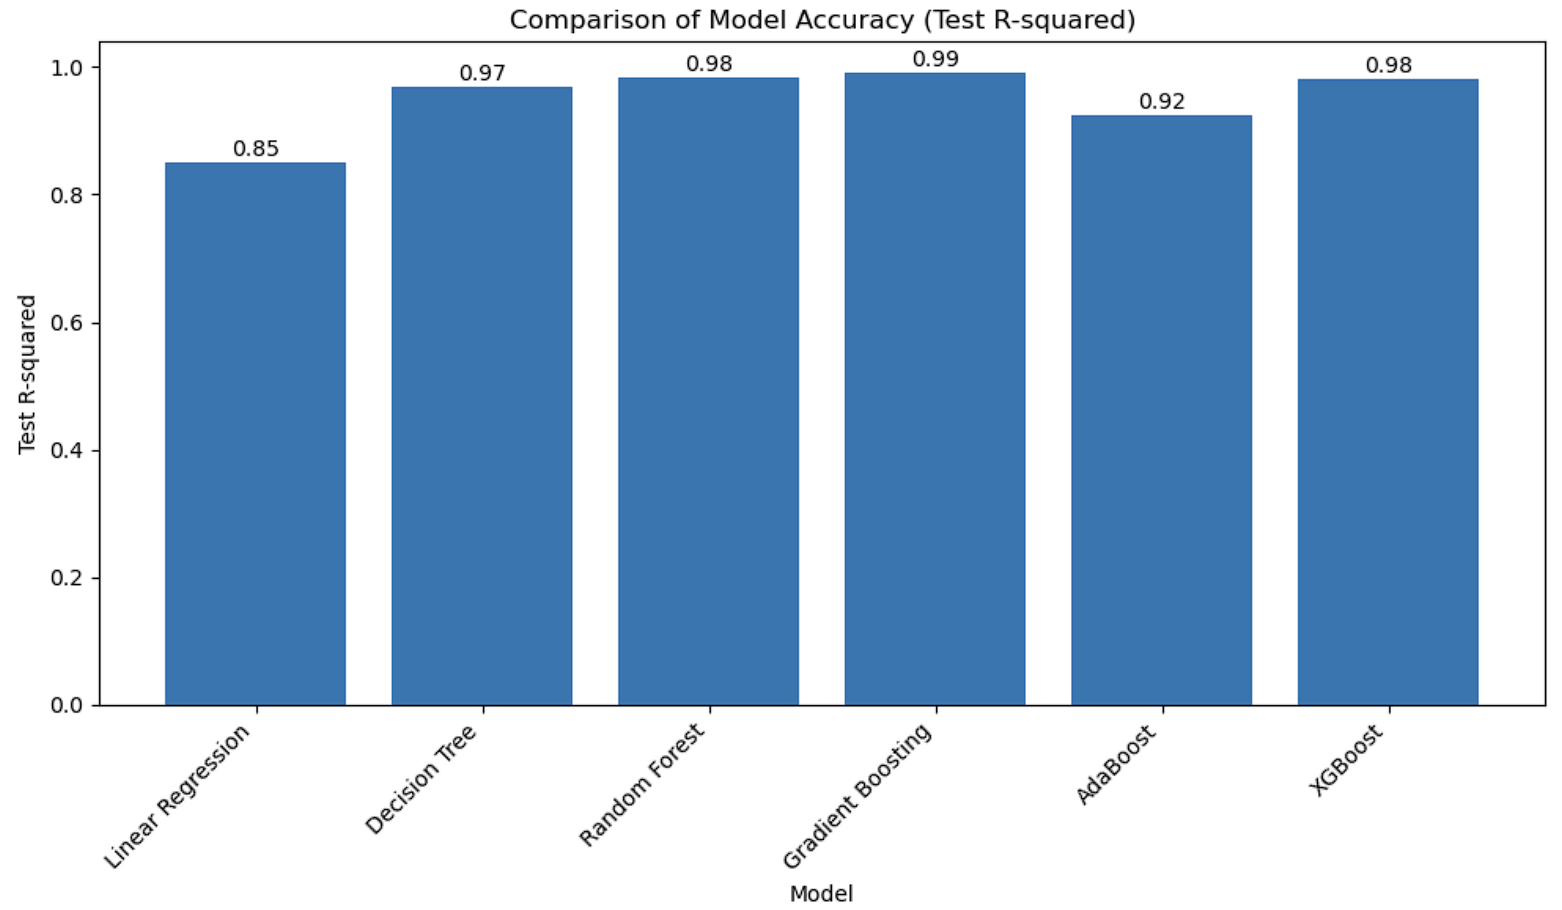 Comparison of Model Accuracy (Test R-squared)
1.0
0.8
0.6
0.4
0.2
0.0
Test R-squared
0.85
0.97
0.98
0.99
0.92
0.98
Linear Regression
Decision Tree
Random Forest
Gradient Boosting
AdaBoost
XGBoost
Model